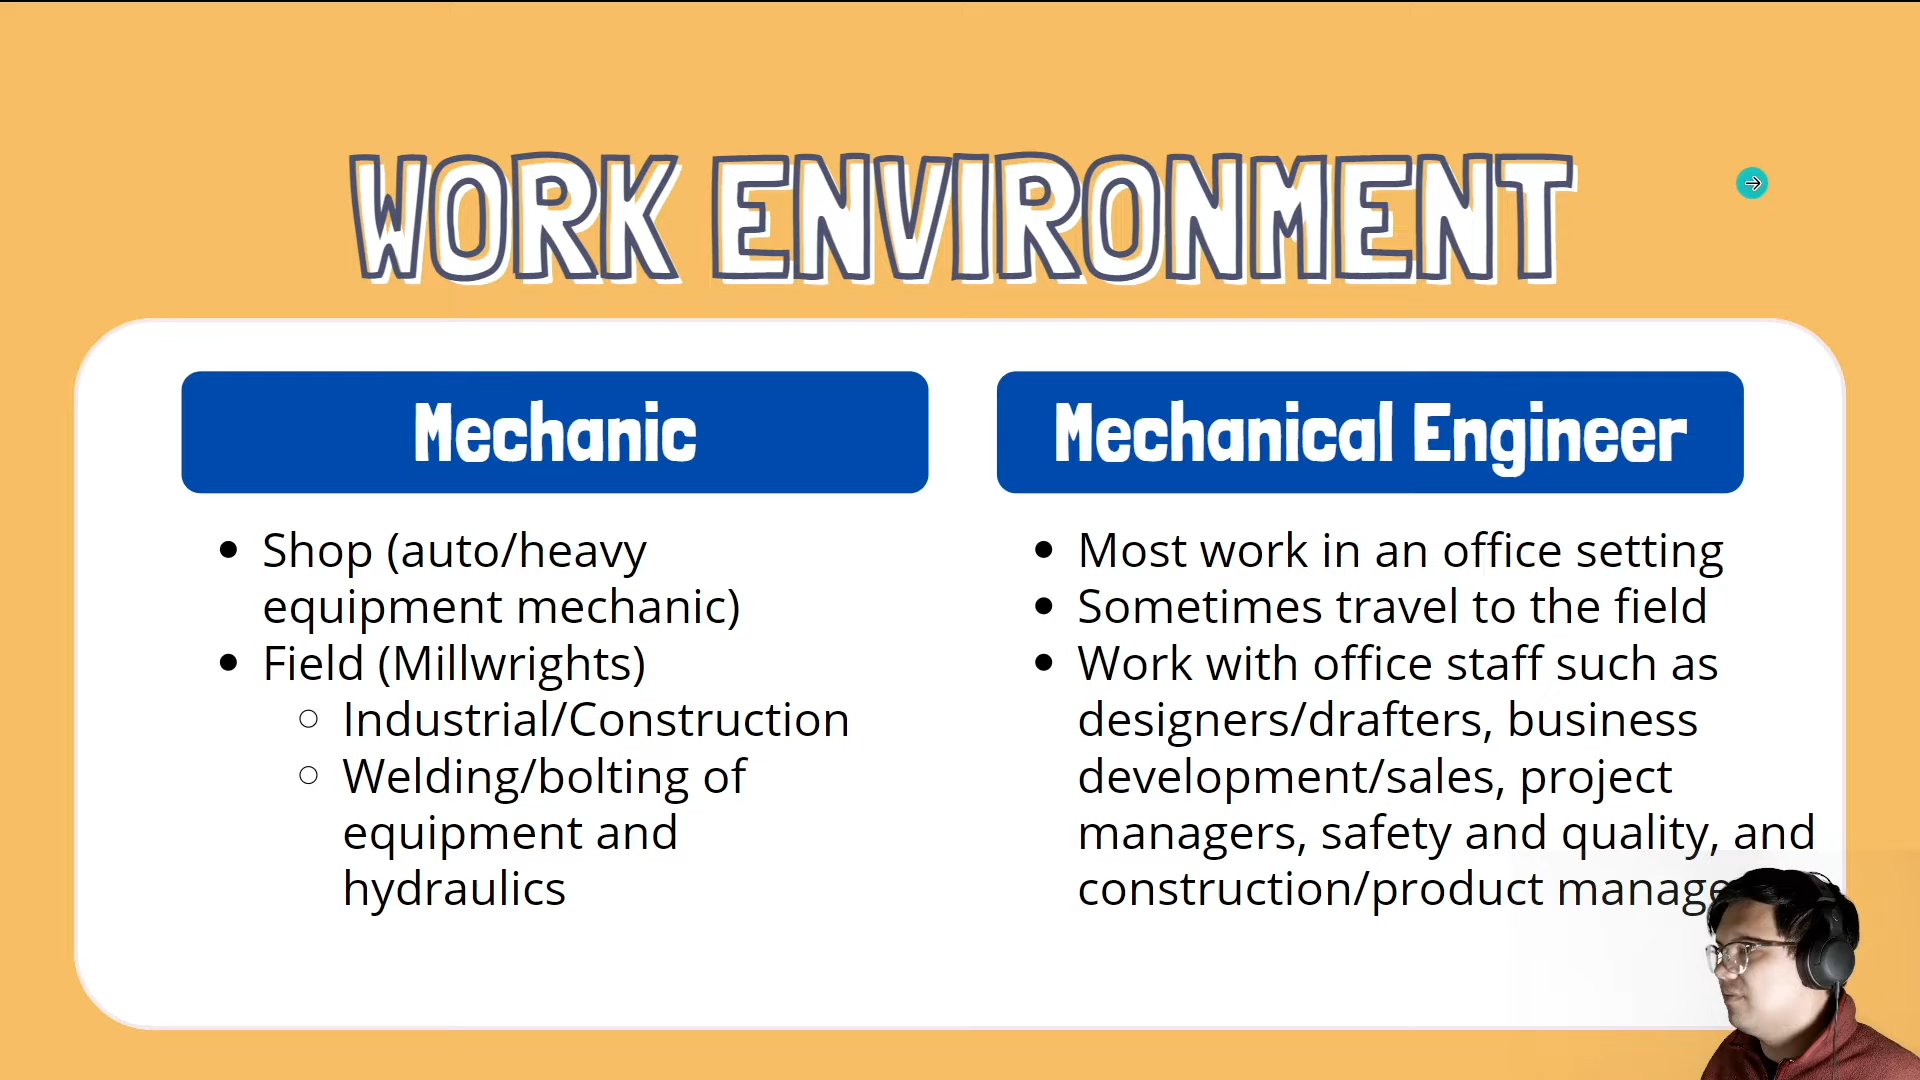 WORK ENVIRONMENT
Mechanic
• Shop (auto/heavy
equipment mechanic)
• Field (Millwrights)
○ Industrial/Construction
○ Welding/bolting of
equipment and
hydraulics
Mechanical Engineer
• Most work in an office setting
• Sometimes travel to the field
• Work with office staff such as
designers/drafters, business
development/sales, project
managers, safety and quality, and
construction/product